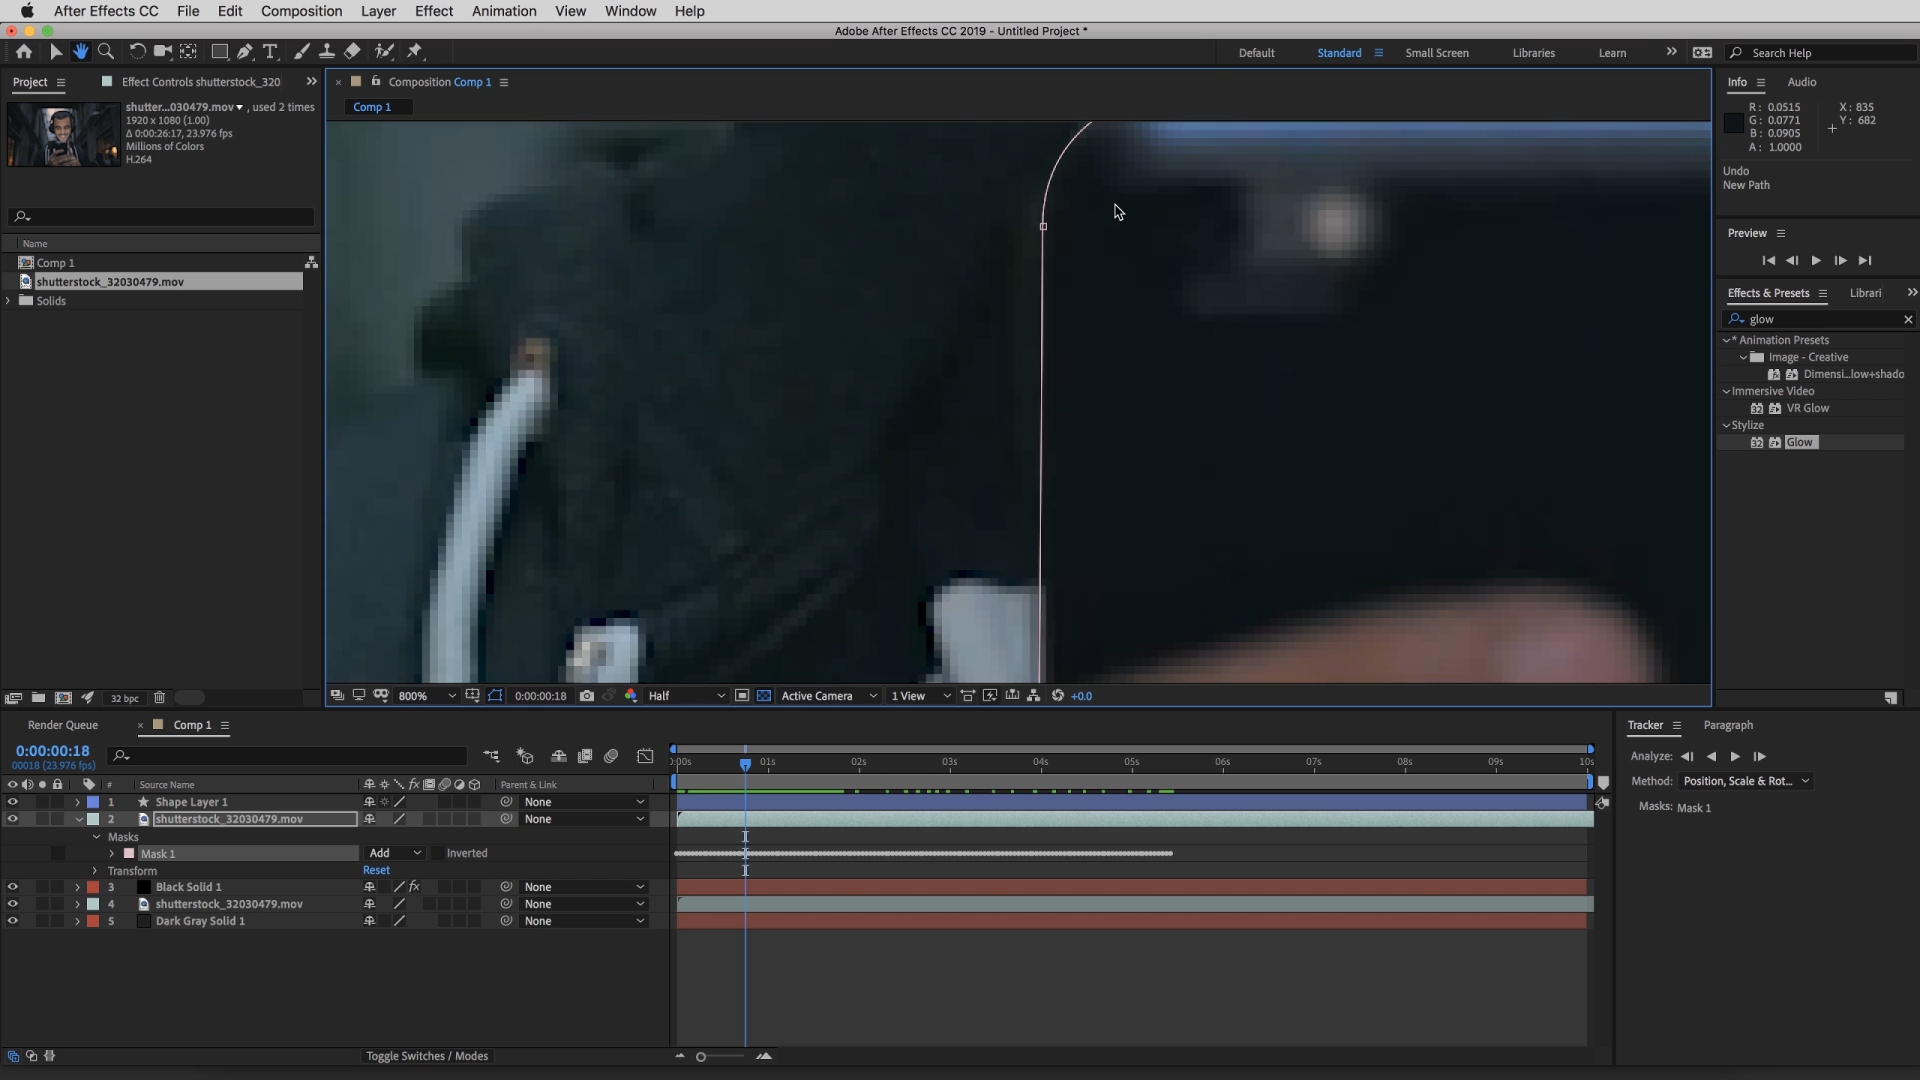 After Effects CC File Edit Composition Layer Effect Animation View Window Help
Adobe After Effects CC 2019 - Untitled Project *
Default Standard Small Screen Libraries Learn Search Help
Project Effect Controls shutterstock_320
Composition Comp 1
Info Audio
Comp 1
shutter...030479.mov , used 2 times
1920 x 1080 (1.00)
Δ 0:00:26:17, 23.976 fps
Millions of Colors
H.264
R: 0.0515 X: 835
G: 0.0771 Y: 682
B: 0.0905
A: 1.0000
Undo
New Path
Preview
Name
Comp 1
shutterstock_32030479.mov
Solids
Effects & Presets Librari
glow
* Animation Presets
Image - Creative
Dimensi...low+shado
Immersive Video
32 VR Glow
Stylize
32 Glow
32 bpc
800% 0:00:00:18 Half Active Camera 1 View +0.0
Render Queue Comp 1
Tracker Paragraph
0:00:00:18
00018 (23.976 fps)
):00s 01s 02s 03s 04s 05s 06s 07s 08s 09s 10s
Analyze:
Method: Position, Scale & Rot...
Masks: Mask 1
# Source Name fx Parent & Link
1 Shape Layer 1 None
2 shutterstock_32030479.mov None
Masks
Mask 1 Add Inverted
Transform Reset
3 Black Solid 1 fx None
4 shutterstock_32030479.mov None
5 Dark Gray Solid 1 None
Toggle Switches / Modes